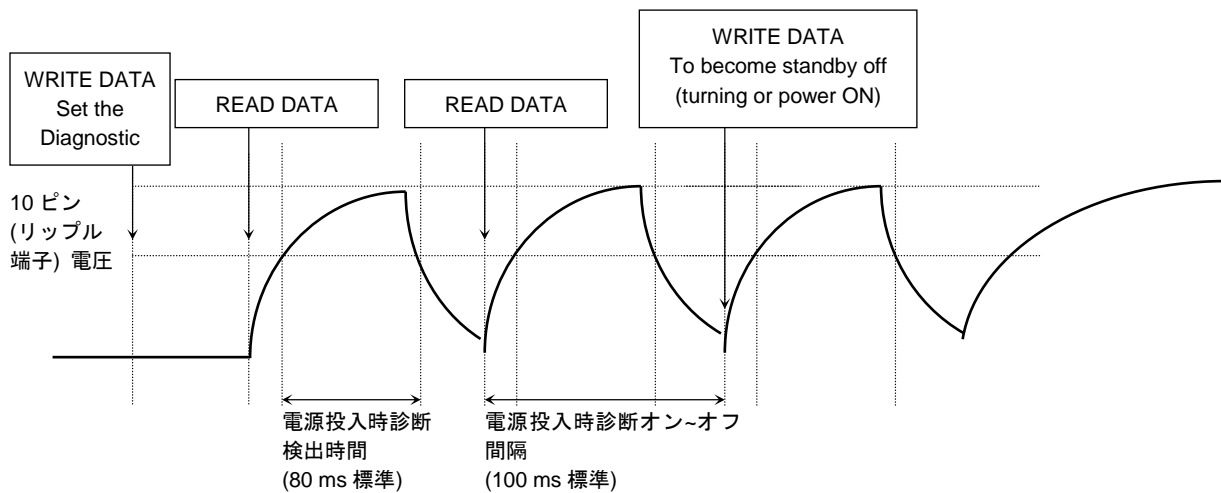 WRITE DATA
Set the
Diagnostic
READ DATA
READ DATA
WRITE DATA
To become standby off
(turning or power ON)
10 ピン
(リップル
端子) 電圧
電源投入時診断
検出時間
(80 ms 標準)
電源投入時診断オン~オフ
間隔
(100 ms 標準)